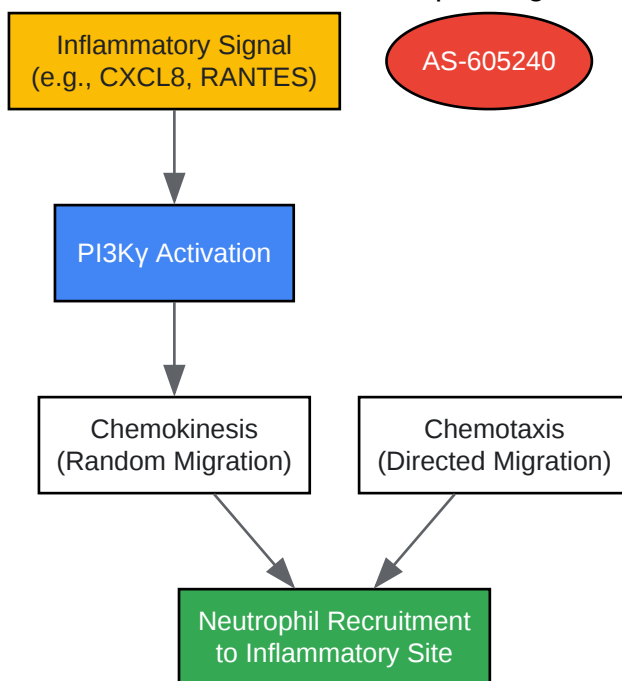 Inflammatory Signal
(e.g., CXCL8, RANTES)
AS-605240
PI3Kγ Activation
Chemokinesis
(Random Migration)
Chemotaxis
(Directed Migration)
Neutrophil Recruitment
to Inflammatory Site